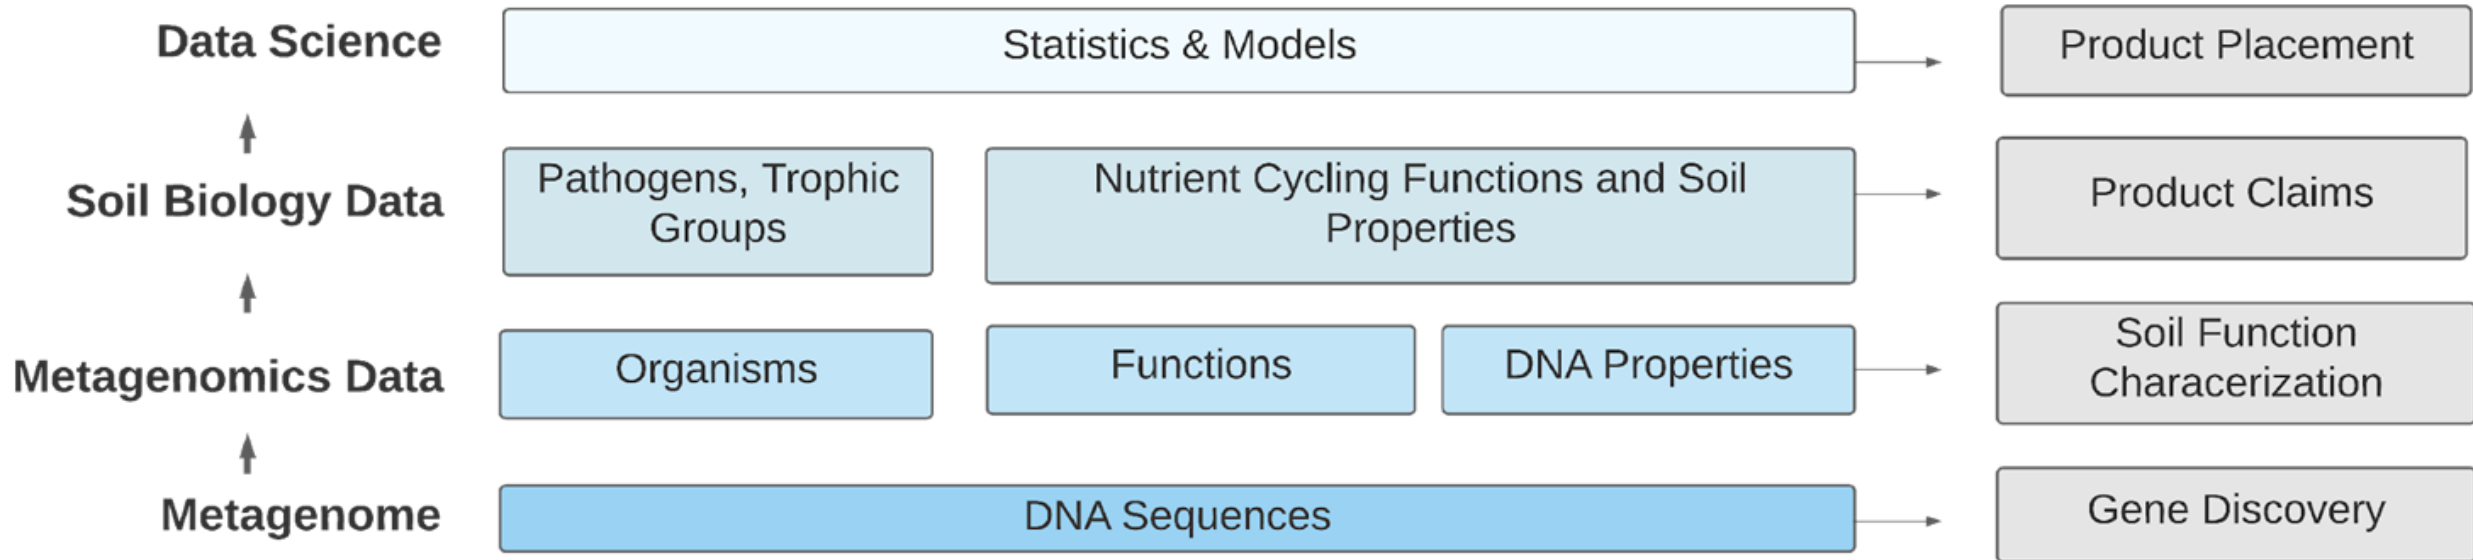 Data Science
Statistics & Models
Product Placement
Soil Biology Data
Pathogens, Trophic
Groups
Nutrient Cycling Functions and Soil
Properties
Product Claims
Metagenomics Data
Organisms
Functions
DNA Properties
Soil Function
Characerization
Metagenome
DNA Sequences
Gene Discovery